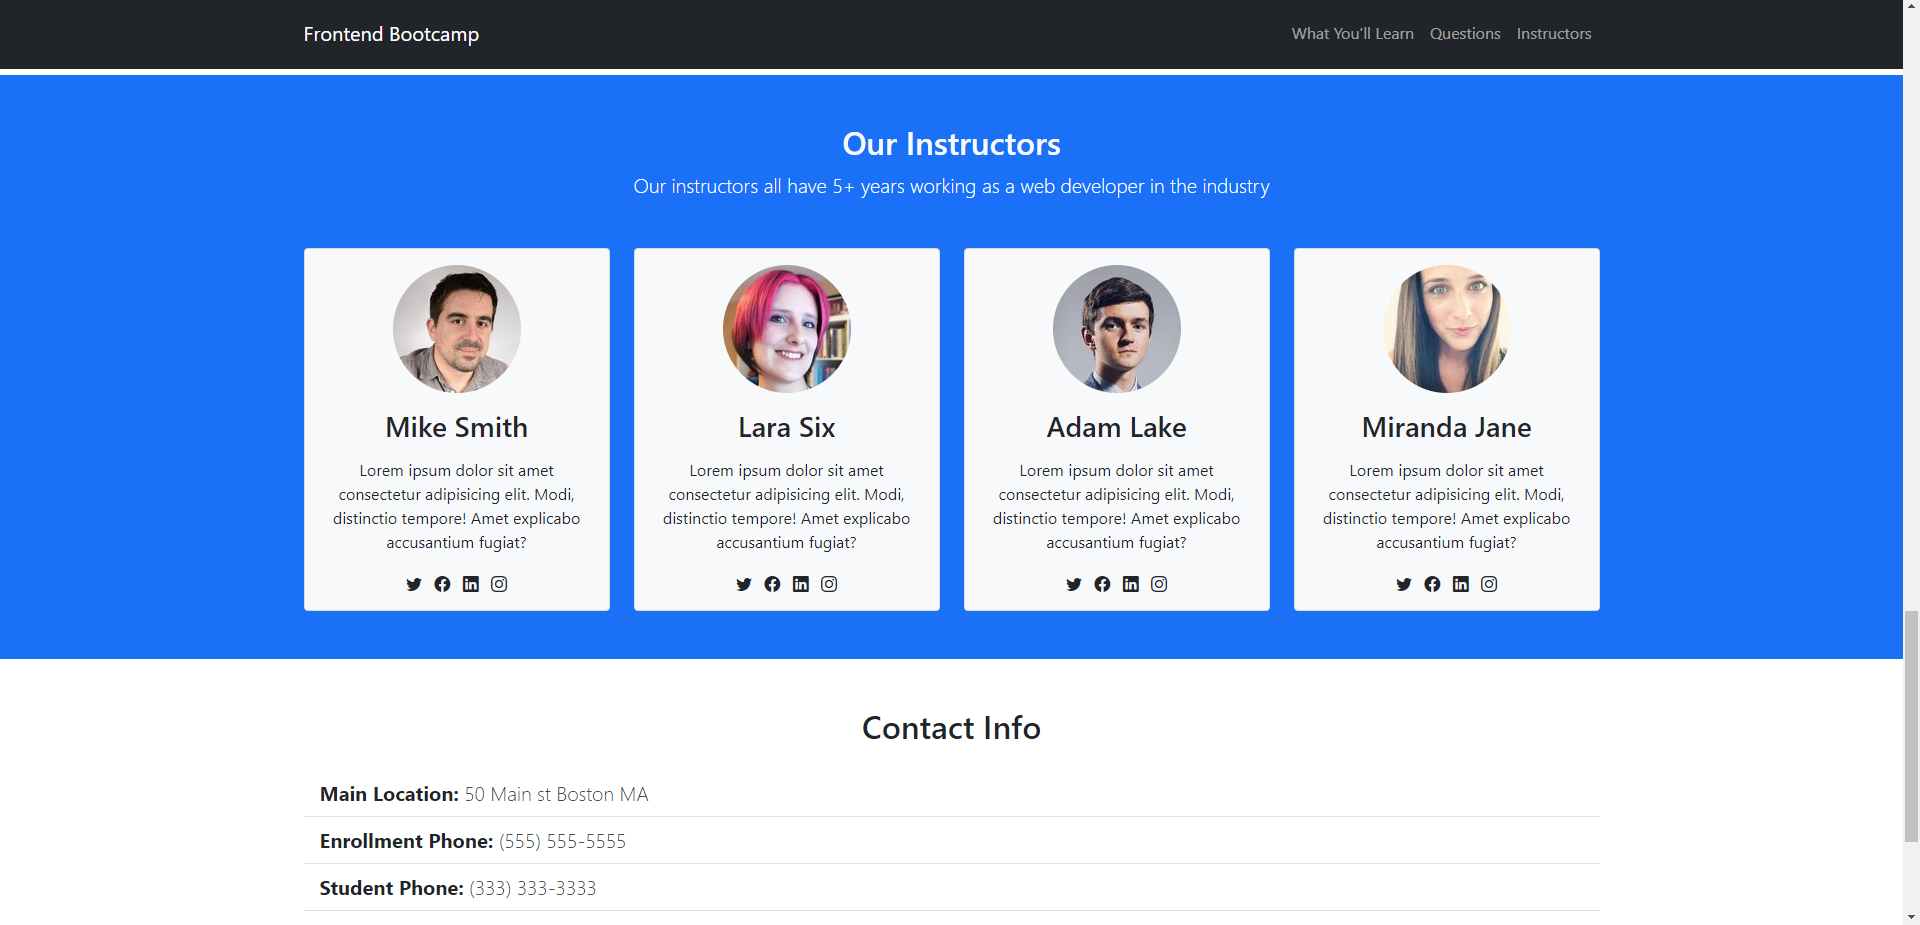 Frontend Bootcamp
What You'll Learn Questions Instructors
Our Instructors
Our instructors all have 5+ years working as a web developer in the industry
Mike Smith
Lorem ipsum dolor sit amet
consectetur adipisicing elit. Modi,
distinctio tempore! Amet explicabo
accusantium fugiat?
Lara Six
Lorem ipsum dolor sit amet
consectetur adipisicing elit. Modi,
distinctio tempore! Amet explicabo
accusantium fugiat?
Adam Lake
Lorem ipsum dolor sit amet
consectetur adipisicing elit. Modi,
distinctio tempore! Amet explicabo
accusantium fugiat?
Miranda Jane
Lorem ipsum dolor sit amet
consectetur adipisicing elit. Modi,
distinctio tempore! Amet explicabo
accusantium fugiat?
Contact Info
Main Location: 50 Main st Boston MA
Enrollment Phone: (555) 555-5555
Student Phone: (333) 333-3333